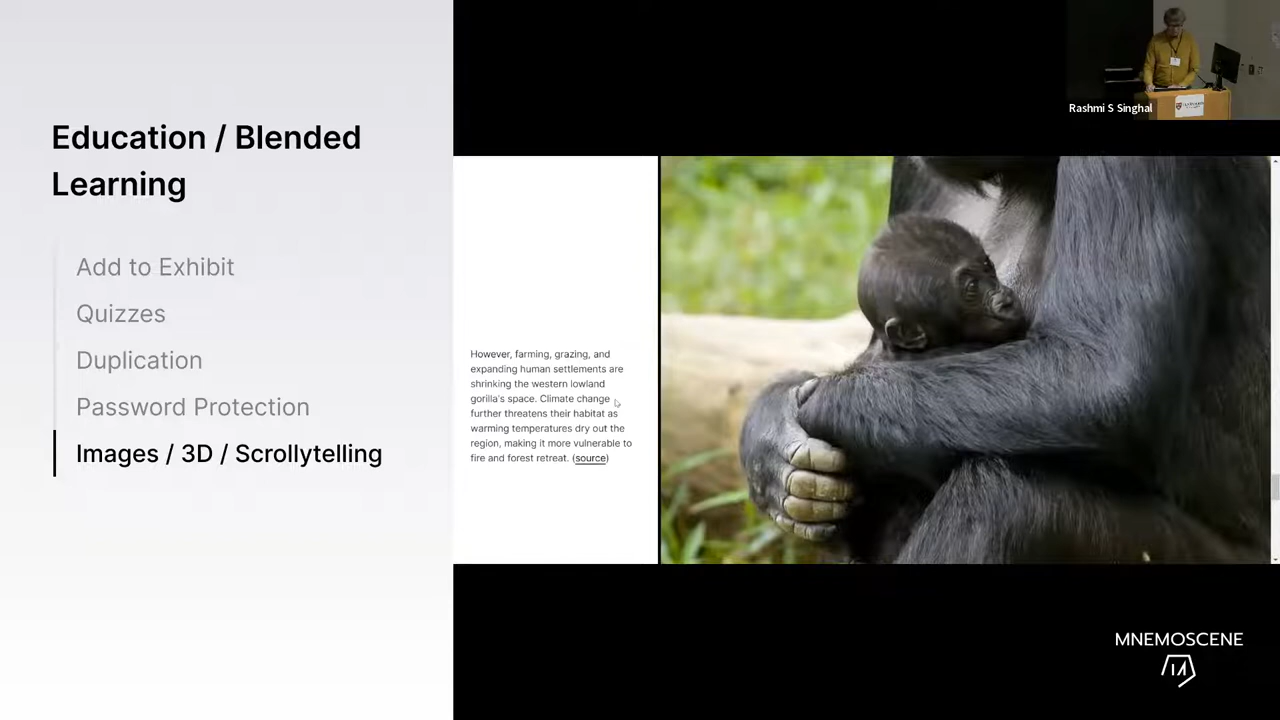 Education / Blended
Learning
Add to Exhibit
Quizzes
Duplication
Password Protection
Images / 3D / Scrollytelling
However, farming, grazing, and
expanding human settlements are
shrinking the western lowland
gorilla's space. Climate change
further threatens their habitat as
warming temperatures dry out the
region, making it more vulnerable to
fire and forest retreat. (source)
Rashmi S Singhal
MNEMOSCENE